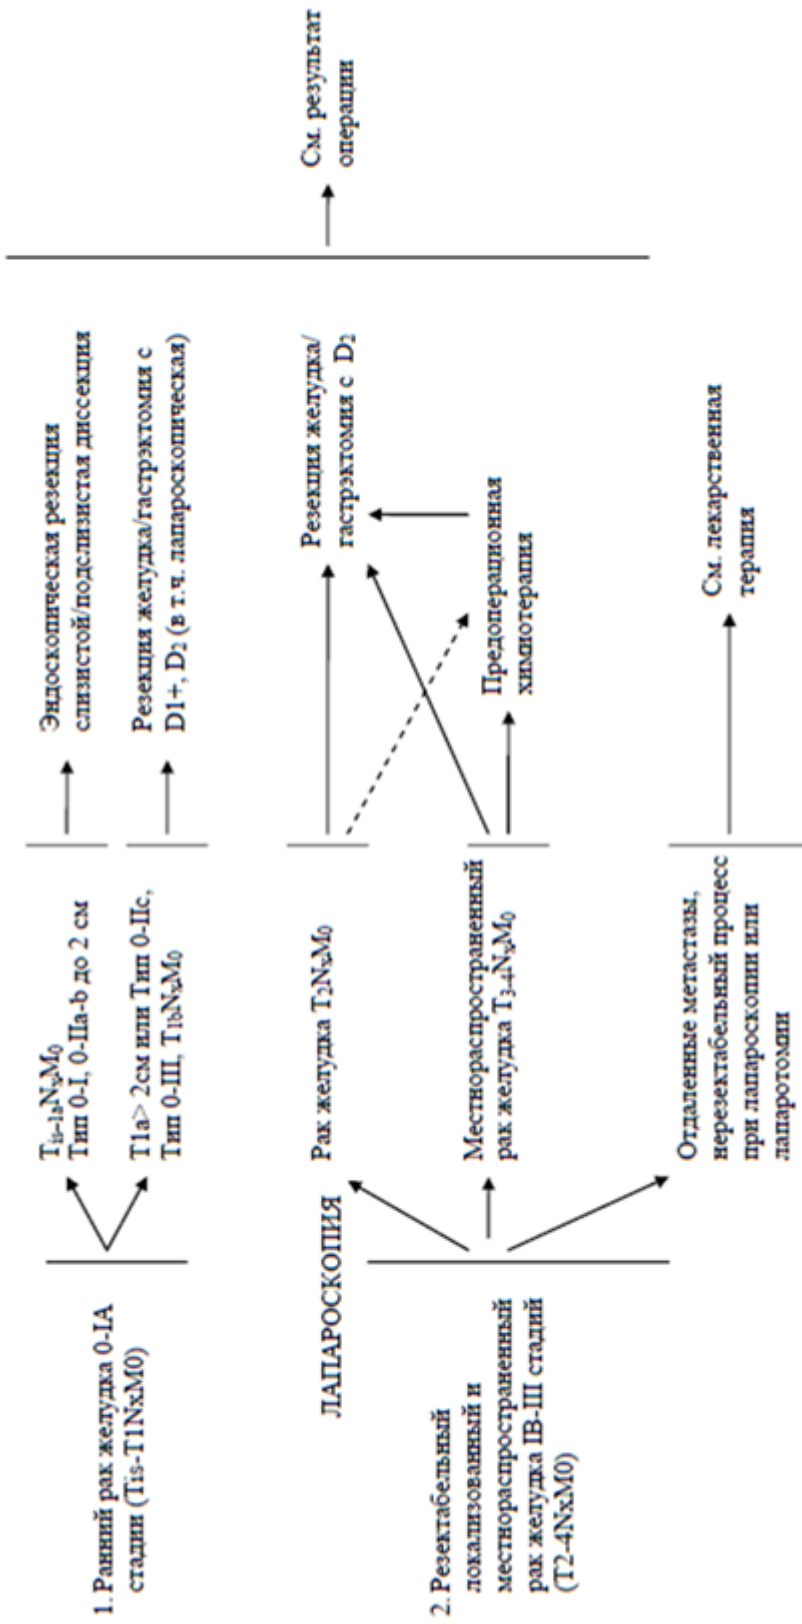 1. Ранний рак желудка 0-IA
стадии (Tis-T1NxM0)
Tis-1aNxM0
Тип 0-I, 0-IIa-b до 2 см
Эндоскопическая резекция
слизистой/подслизистая диссекция
T1a> 2см или Тип 0-IIc,
Тип 0-III, T1bNxM0
Резекция желудка/гастрэктомия с
D1+, D2 (в т.ч. лапароскопическая)
ЛАПАРОСКОПИЯ
2. Резектабельный
локализованный и
местнораспространенный
рак желудка IB-III стадий
(T2-4NxM0)
Рак желудка T2NxM0
Резекция желудка/
гастрэктомия с D2
Местнораспространенный
рак желудка T3-4NxM0
Предоперационная
химиотерапия
Отдаленные метастазы,
нерезектабельный процесс
при лапароскопии или
лапаротомии
См. лекарственная
терапия
См. результат
операции